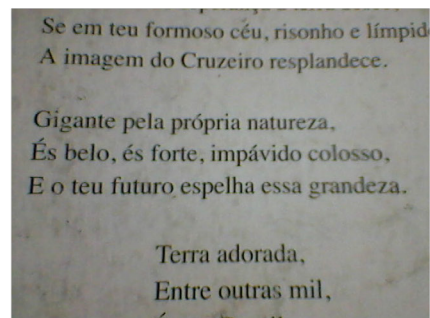 Se em teu formoso céu, risonho e límpid
A imagem do Cruzeiro resplandece.
Gigante pela própria natureza,
És belo, és forte, impávido colosso,
E o teu futuro espelha essa grandeza.
Terra adorada,
Entre outras mil,